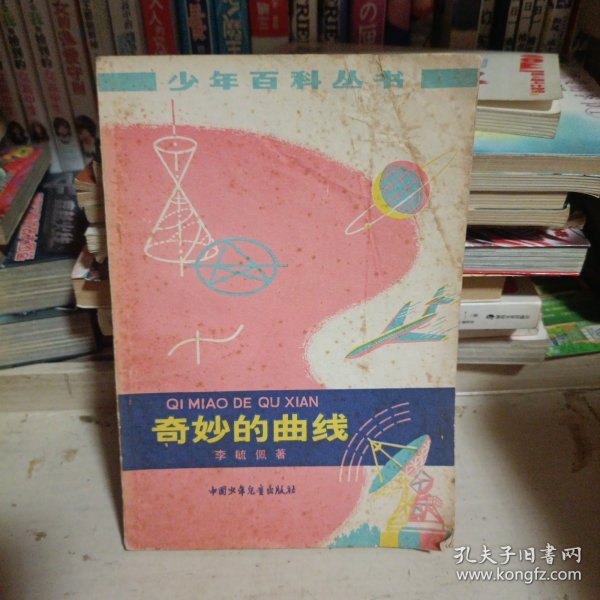 少年百科丛书
QI MIAO DE QU XIAN
奇妙的曲线
李毓佩著
中国少年儿童出版社
孔夫子旧书网
www.kongfz.com